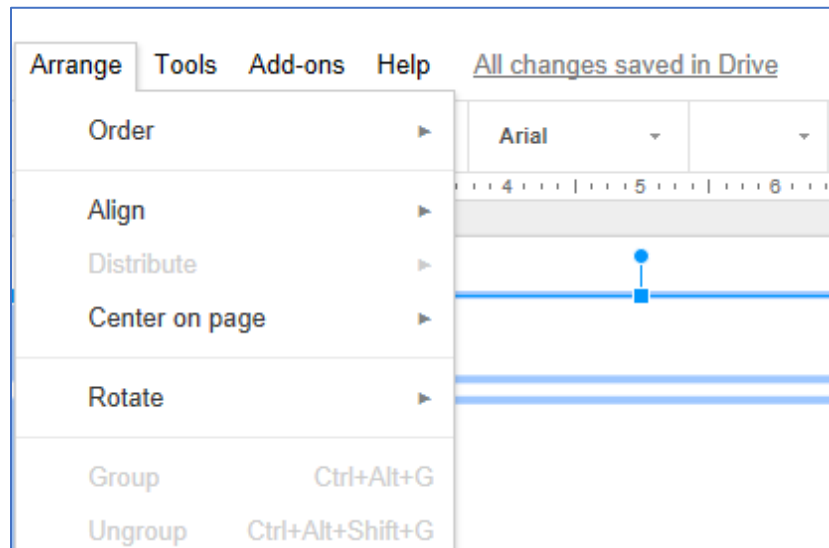 Arrange Tools Add-ons Help All changes saved in Drive
Order
Arial
4 5 6
Align
Distribute
Center on page
Rotate
Group Ctrl+Alt+G
Ungroup Ctrl+Alt+Shift+G